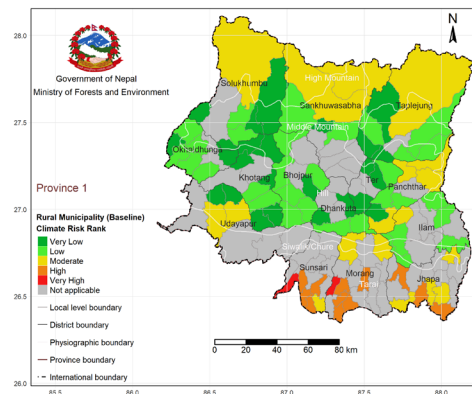 28.0
27.5
27.0
26.5
26.0
85.5
86.0
86.5
87.0
87.5
88.0
N
Government of Nepal
Ministry of Forests and Environment
Province 1
Rural Municipality (Baseline)
Climate Risk Rank
Very Low
Low
Moderate
High
Very High
Not applicable
Local level boundary
District boundary
Physiographic boundary
Province boundary
International boundary
High Mountain
Solukhumbu
Sankhuwasabha
Taplejung
Middle Mountain
Okhaldhunga
Khotang
Bhojpur
Ter
Panchthar
Hill
Dhankuta
Udayapur
Ilam
Siwalik/Chure
Sunsari
Morang
Jhapa
Tarai
0 20 40 60 80 km